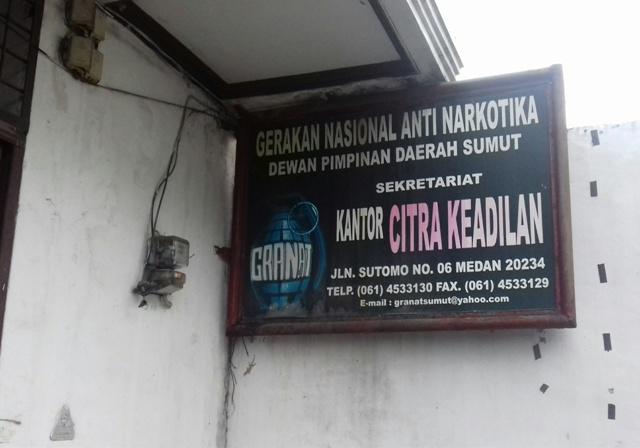 GERAKAN NASIONAL ANTI NARKOTIKA
DEWAN PIMPINAN DAERAH SUMUT
SEKRETARIAT
KANTOR CITRA KEADILAN
GRANAT
JLN. SUTOMO NO. 06 MEDAN 20234
TELP. (061) 4533130 FAX. (061) 4533129
E-mail : granatsumut@yahoo.com